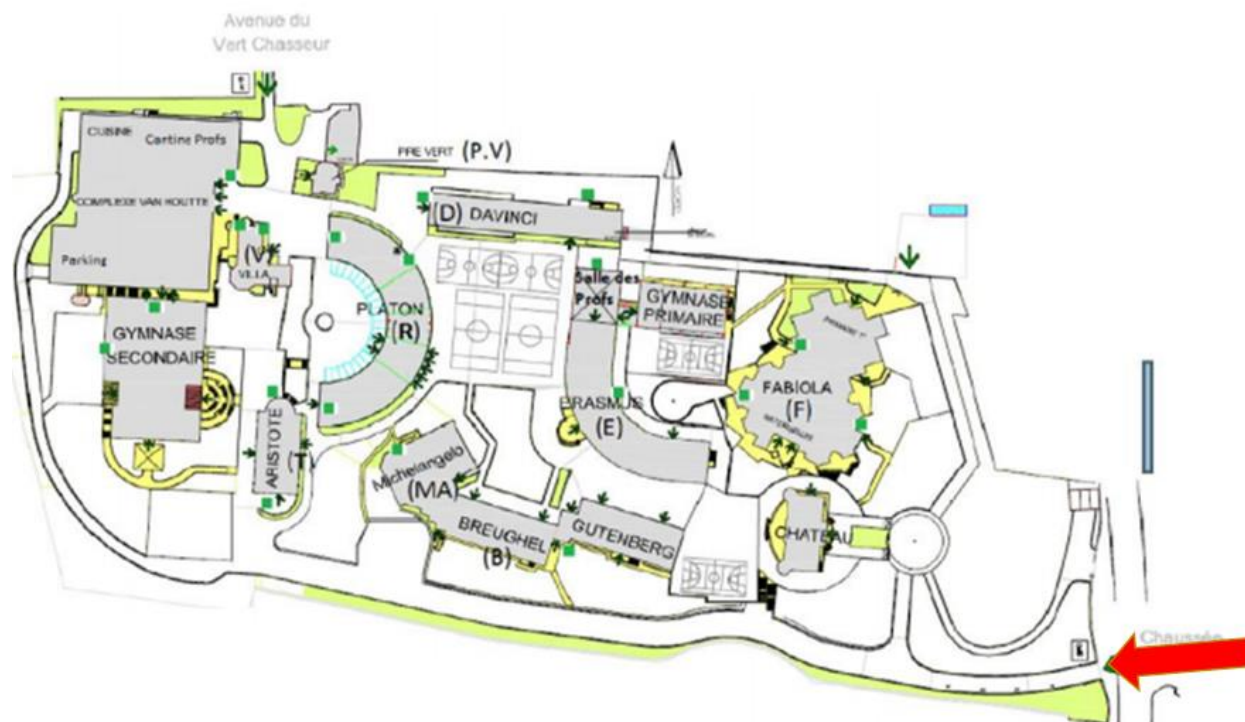 Avenue du
Vert Chasseur
CUISINE
Cantine Profs
PRE VERT (P.V)
COMPLEXE VAN HOUTTE
(D) DAVINCI
(V)
VILLA
Parking
Salle des
Profs
GYMNASE
PRIMAIRE
PLATON
(R)
GYMNASE
SECONDAIRE
FABIOLA
(F)
ERASMUS
(E)
ARISTOTE
Michelangelo
(MA)
BREUGHEL
(B)
GUTENBERG
CHATEAU
Chaussée